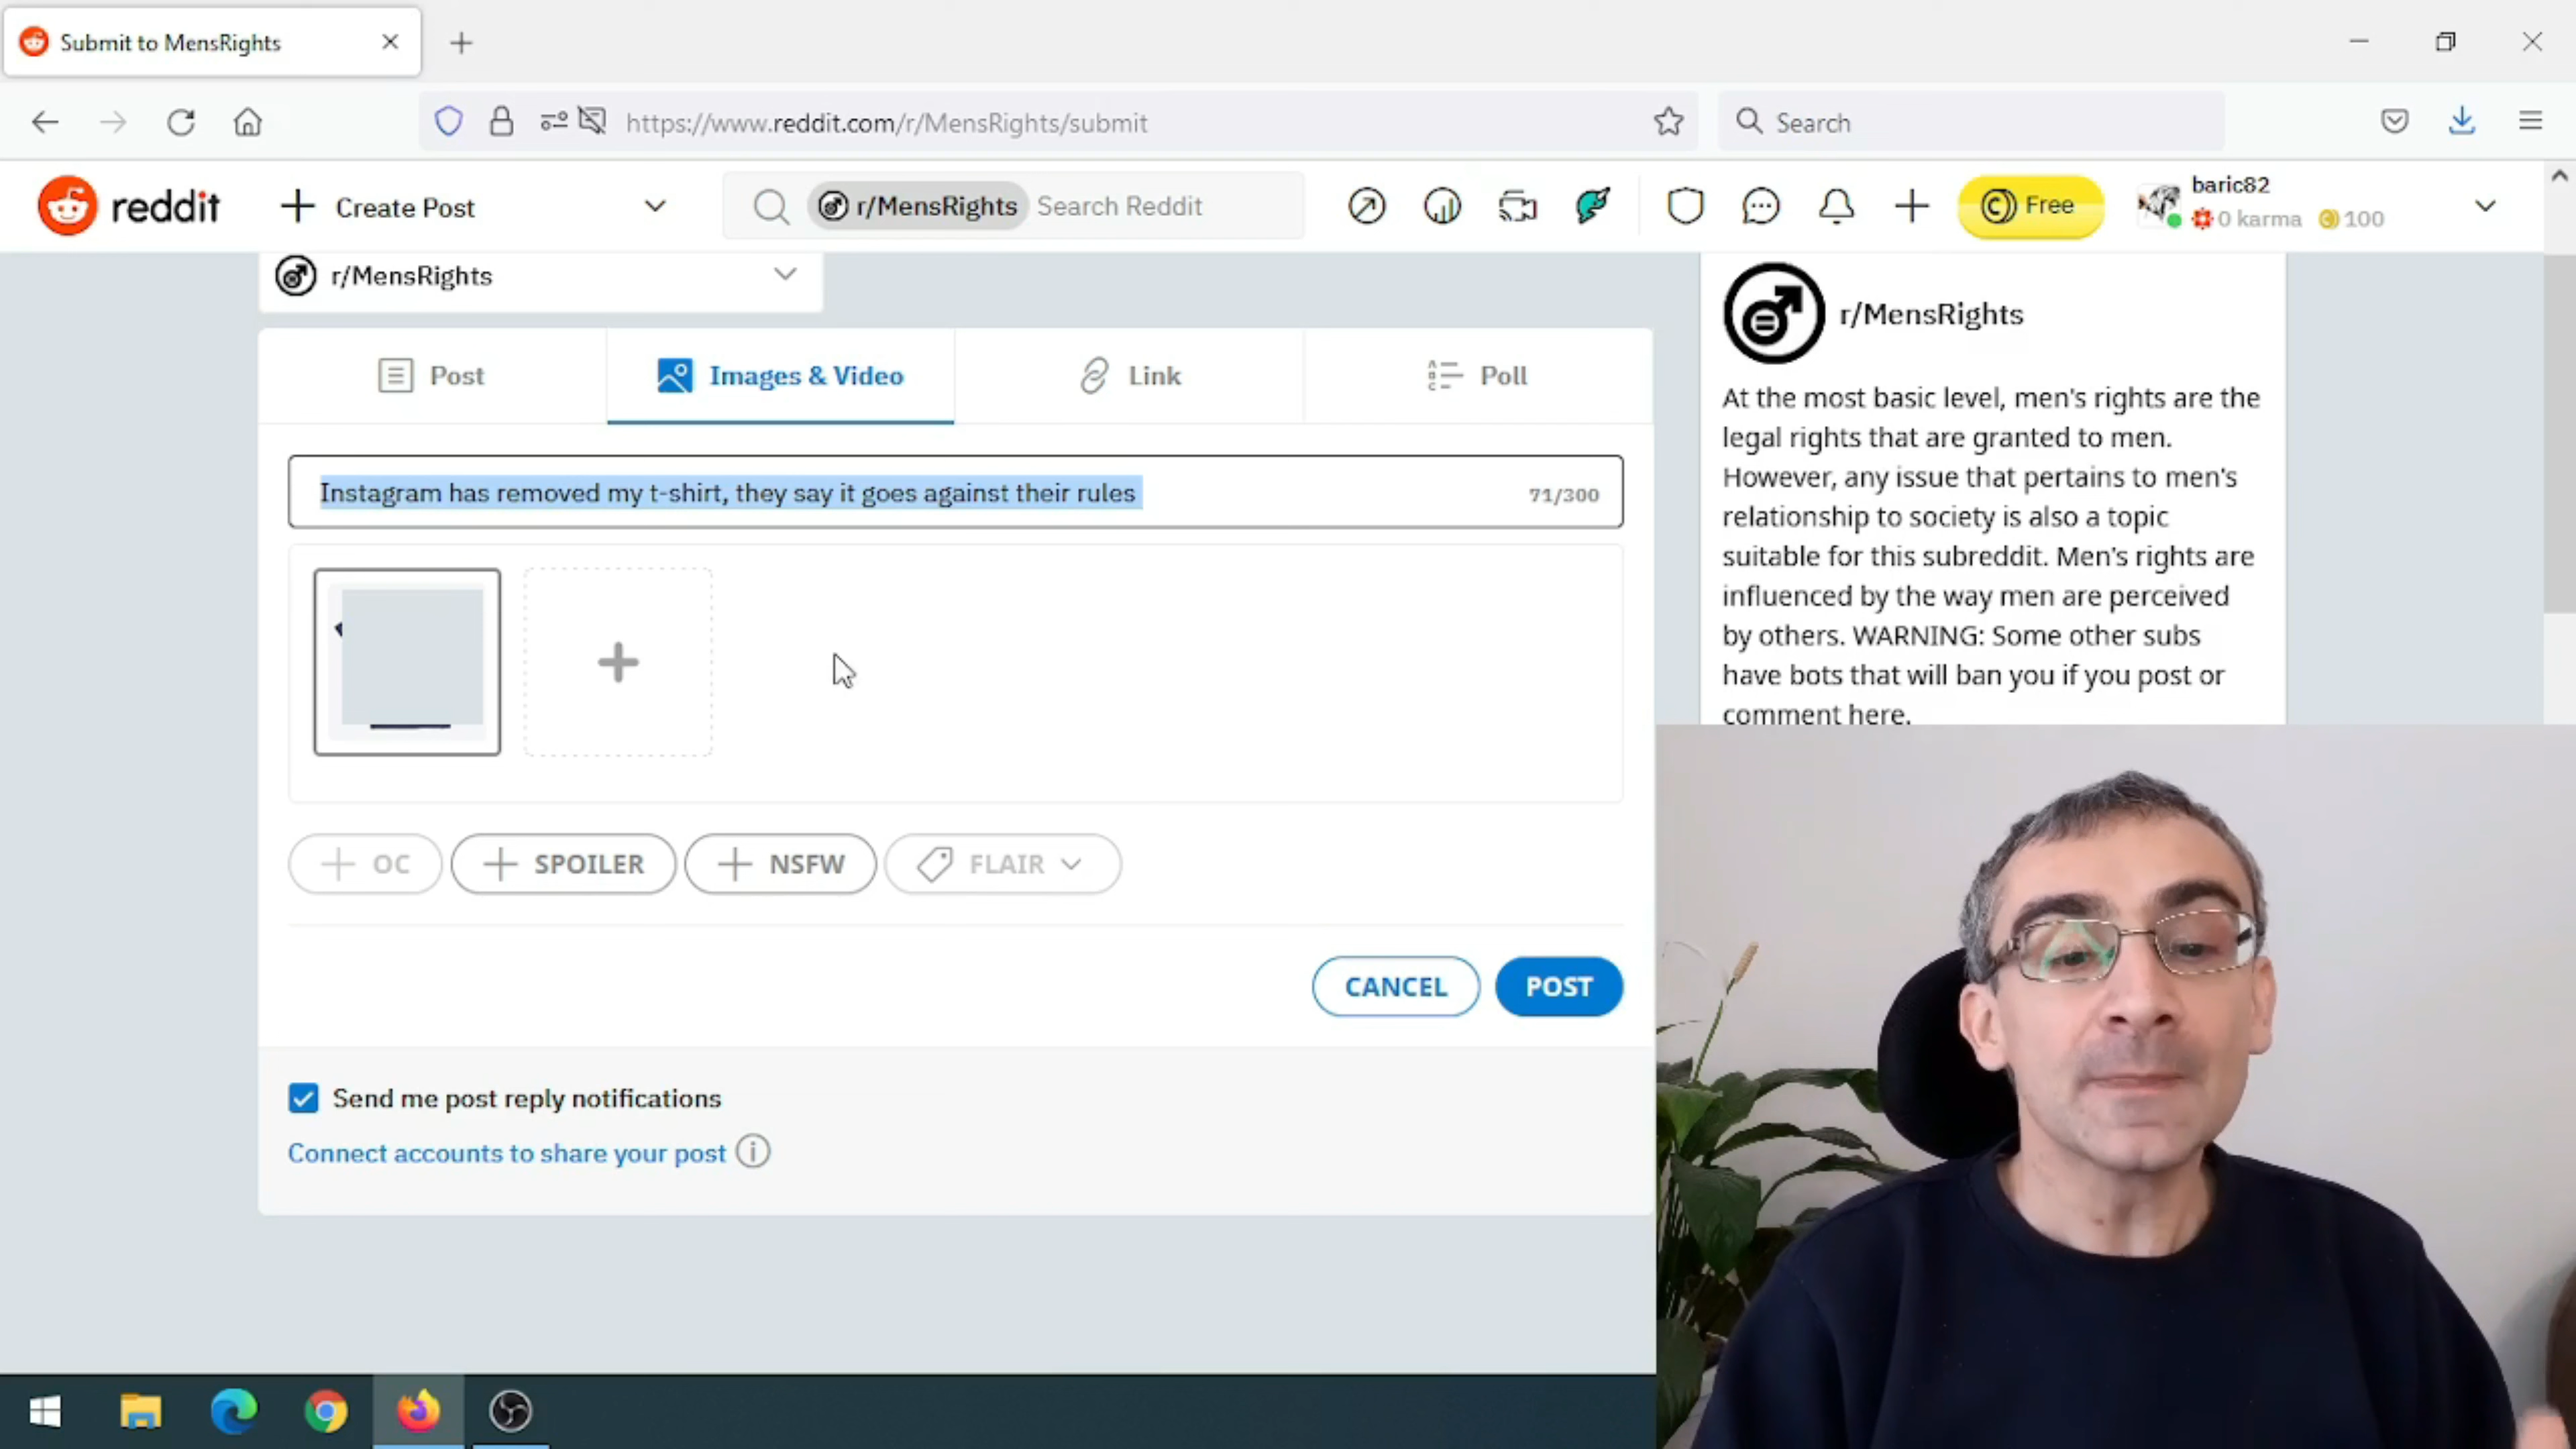 Submit to MensRights
https://www.reddit.com/r/MensRights/submit
Search
reddit
Create Post
r/MensRights
Search Reddit
Free
baric82
0 karma
100
r/MensRights
Post
Images & Video
Link
Poll
Instagram has removed my t-shirt, they say it goes against their rules
71/300
OC
SPOILER
NSFW
FLAIR
CANCEL
POST
Send me post reply notifications
Connect accounts to share your post
r/MensRights
At the most basic level, men's rights are the
legal rights that are granted to men.
However, any issue that pertains to men's
relationship to society is also a topic
suitable for this subreddit. Men's rights are
influenced by the way men are perceived
by others. WARNING: Some other subs
have bots that will ban you if you post or
comment here.